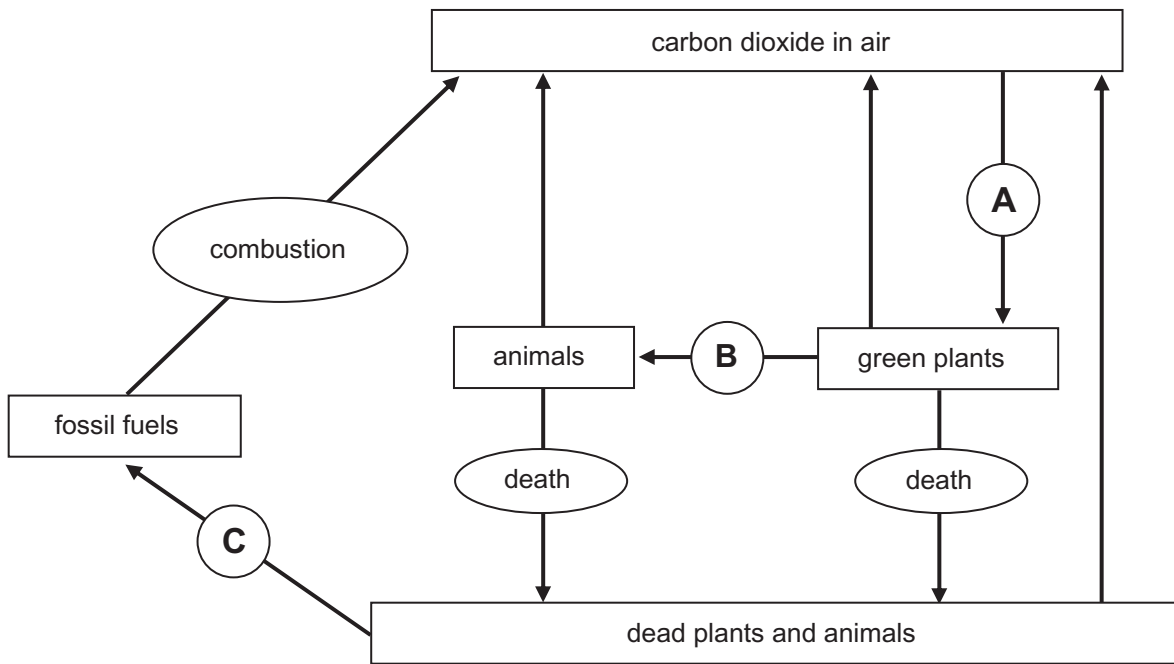 carbon dioxide in air
A
combustion
animals
B
green plants
fossil fuels
death
death
C
dead plants and animals